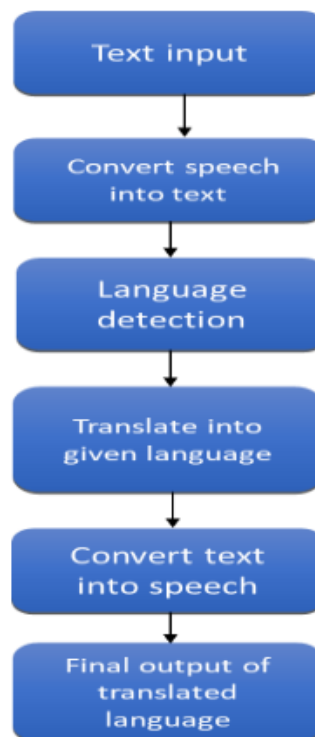 Text input
Convert speech
into text
Language
detection
Translate into
given language
Convert text
into speech
Final output of
translated
language